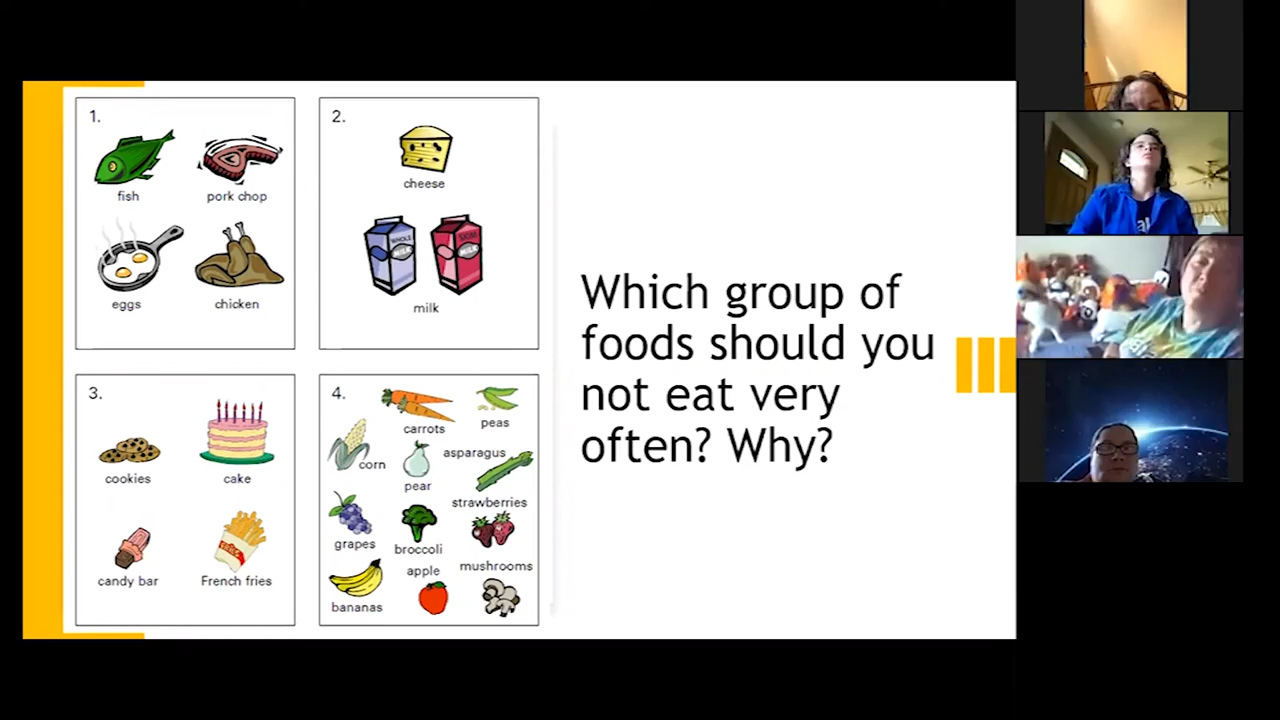 1.
fish
pork chop
eggs
chicken
2.
cheese
WHOLE
milk
3.
cookies
cake
candy bar
French fries
4.
carrots
peas
corn
asparagus
pear
strawberries
grapes
broccoli
mushrooms
bananas
apple
Which group of
foods should you
not eat very
often? Why?